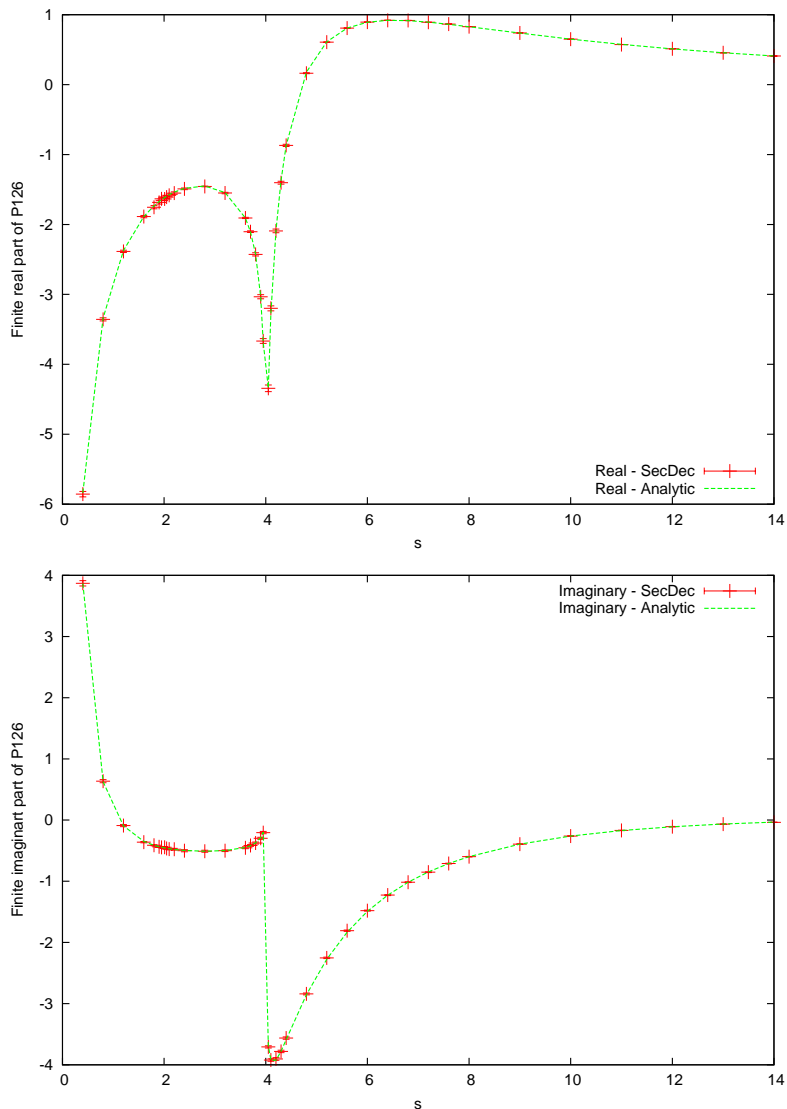 1
0
-1
-2
-3
-4
-5
-6
Finite real part of P126
Real - SecDec
Real - Analytic
0 2 4 6 8 10 12 14
s
4
3
2
1
0
-1
-2
-3
-4
Finite imaginart part of P126
Imaginary - SecDec
Imaginary - Analytic
0 2 4 6 8 10 12 14
s